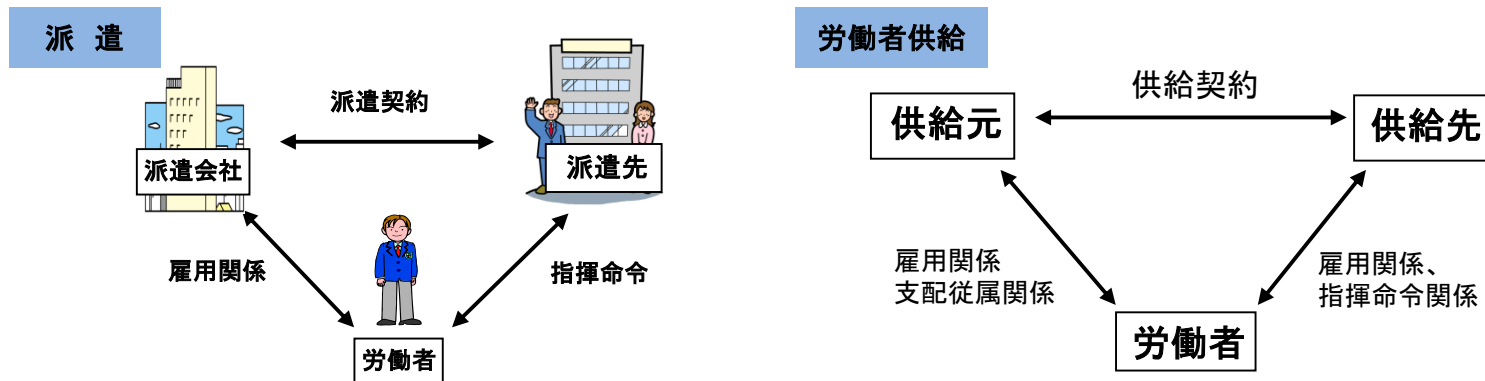 派 遣
派遣契約
派遣会社
派遣先
雇用関係
指揮命令
労働者
労働者供給
供給契約
供給元
供給先
雇用関係
支配従属関係
雇用関係、
指揮命令関係
労働者